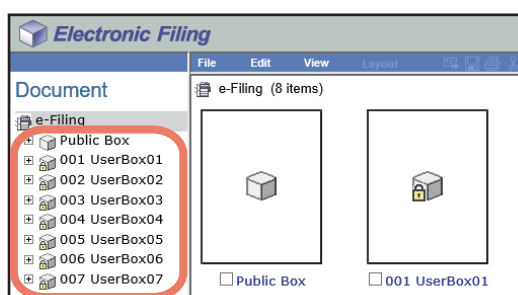 Electronic Filing
File Edit View Layout
Document
e-Filing (8 items)
e-Filing
Public Box
001 UserBox01
002 UserBox02
003 UserBox03
004 UserBox04
005 UserBox05
006 UserBox06
007 UserBox07
Public Box
001 UserBox01